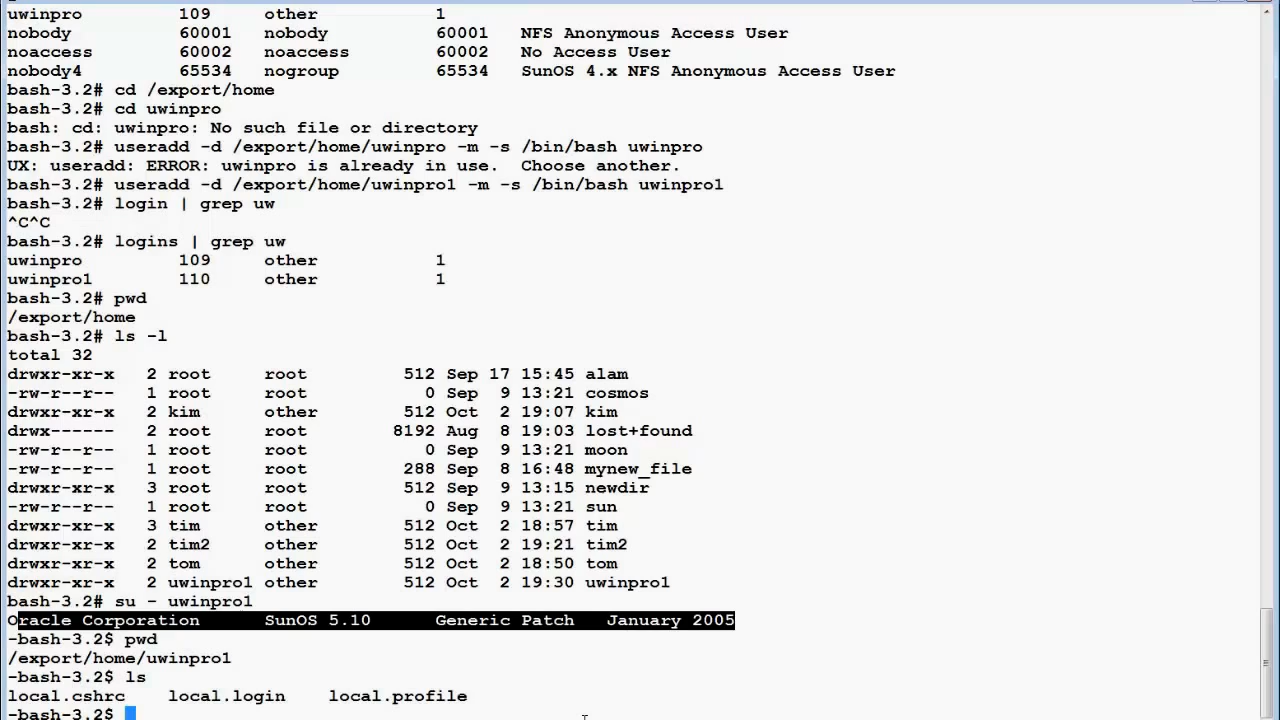 uwinpro         109     other           1
nobody          60001   nobody          60001   NFS Anonymous Access User
noaccess        60002   noaccess        60002   No Access User
nobody4         65534   nogroup         65534   SunOS 4.x NFS Anonymous Access User
bash-3.2# cd /export/home
bash-3.2# cd uwinpro
bash: cd: uwinpro: No such file or directory
bash-3.2# useradd -d /export/home/uwinpro -m -s /bin/bash uwinpro
UX: useradd: ERROR: uwinpro is already in use.  Choose another.
bash-3.2# useradd -d /export/home/uwinpro1 -m -s /bin/bash uwinpro1
bash-3.2# login | grep uw
^C^C
bash-3.2# logins | grep uw
uwinpro         109     other           1
uwinpro1        110     other           1
bash-3.2# pwd
/export/home
bash-3.2# ls -l
total 32
drwxr-xr-x   2 root     root         512 Sep 17 15:45 alam
-rw-r--r--   1 root     root           0 Sep  9 13:21 cosmos
drwxr-xr-x   2 kim      other        512 Oct  2 19:07 kim
drwx------   2 root     root        8192 Aug  8 19:03 lost+found
-rw-r--r--   1 root     root           0 Sep  9 13:21 moon
-rw-r--r--   1 root     root         288 Sep  8 16:48 mynew_file
drwxr-xr-x   3 root     root         512 Sep  9 13:15 newdir
-rw-r--r--   1 root     root           0 Sep  9 13:21 sun
drwxr-xr-x   3 tim      other        512 Oct  2 18:57 tim
drwxr-xr-x   2 tim2     other        512 Oct  2 19:21 tim2
drwxr-xr-x   2 tom      other        512 Oct  2 18:50 tom
drwxr-xr-x   2 uwinpro1 other        512 Oct  2 19:30 uwinpro1
bash-3.2# su - uwinpro1
Oracle Corporation      SunOS 5.10      Generic Patch   January 2005
-bash-3.2$ pwd
/export/home/uwinpro1
-bash-3.2$ ls
local.cshrc    local.login    local.profile
-bash-3.2$